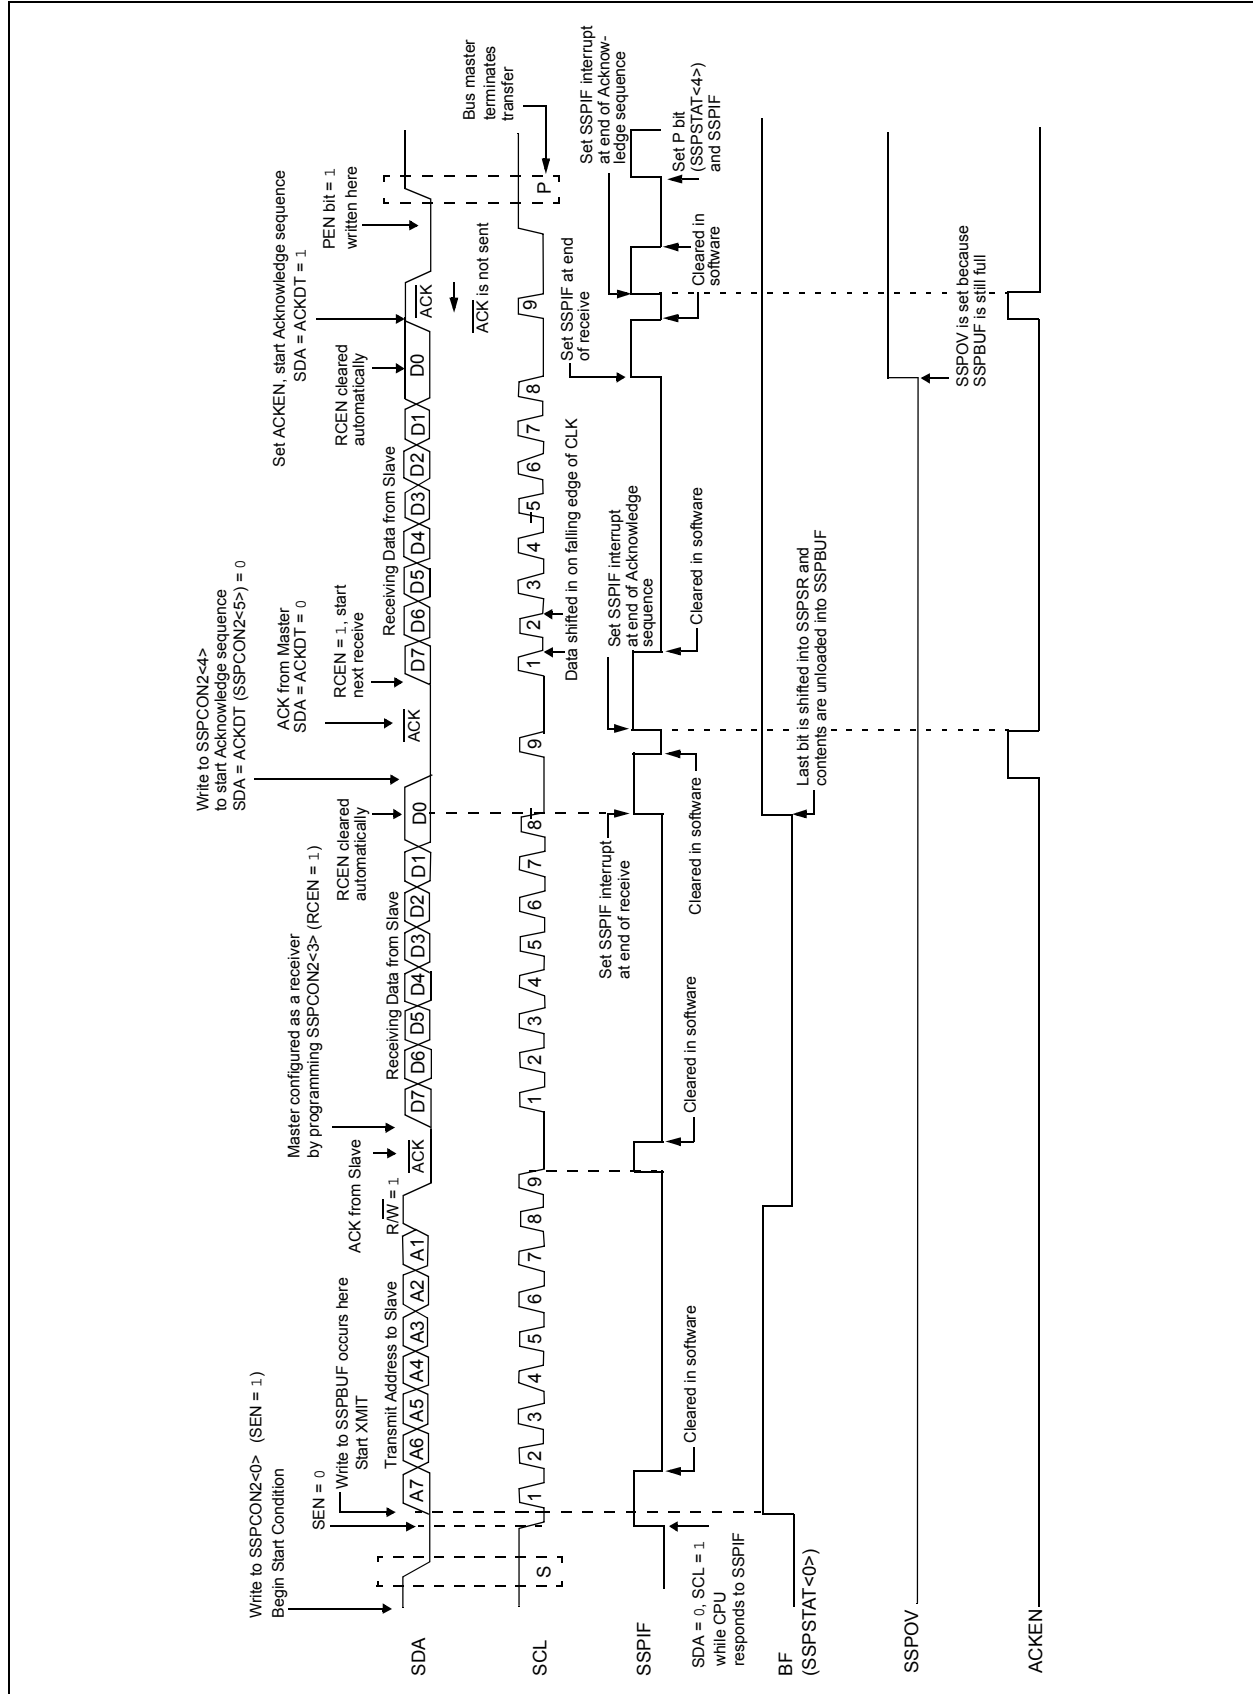 Write to SSPCON2<0> (SEN = 1)
Begin Start Condition
SEN = 0
Write to SSPBUF occurs here
Start XMIT
Transmit Address to Slave
ACK from Slave
R/W = 1
Master configured as a receiver
by programming SSPCON2<3> (RCEN = 1)
Receiving Data from Slave
RCEN cleared
automatically
Write to SSPCON2<4>
to start Acknowledge sequence
SDA = ACKDT (SSPCON2<5>) = 0
ACK from Master
SDA = ACKDT = 0
RCEN = 1, start
next receive
Receiving Data from Slave
RCEN cleared
automatically
Set ACKEN, start Acknowledge sequence
SDA = ACKDT = 1
PEN bit = 1
written here
SDA
A7 A6 A5 A4 A3 A2 A1
ACK
D7 D6 D5 D4 D3 D2 D1 D0
ACK
D7 D6 D5 D4 D3 D2 D1 D0
ACK
ACK is not sent
Bus master
terminates
transfer
SCL
S
1 2 3 4 5 6 7 8 9
1 2 3 4 5 6 7 8 9
1 2 3 4 5 6 7 8 9
P
Data shifted in on falling edge of CLK
SSPIF
SDA = 0, SCL = 1
while CPU
responds to SSPIF
Cleared in software
Cleared in software
Set SSPIF interrupt
at end of receive
Cleared in software
Set SSPIF interrupt
at end of Acknowledge
sequence
Cleared in software
Set SSPIF at end
of receive
Cleared in
software
Set SSPIF interrupt
at end of Acknow-
ledge sequence
Set P bit
(SSPSTAT<4>)
and SSPIF
BF
(SSPSTAT<0>)
Last bit is shifted into SSPSR and
contents are unloaded into SSPBUF
SSPOV
SSPOV is set because
SSPBUF is still full
ACKEN